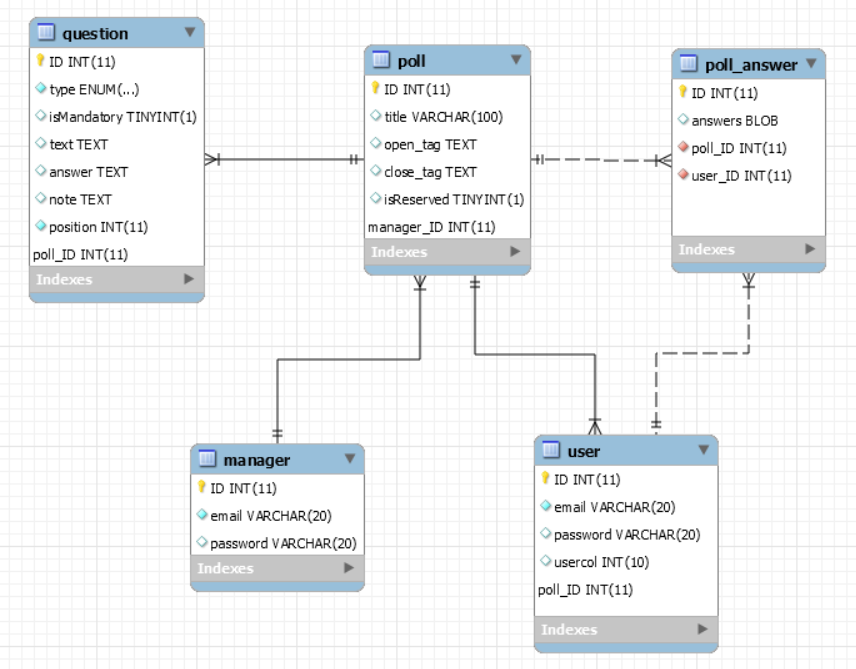 question
ID INT(11)
type ENUM(...)
isMandatory TINYINT(1)
text TEXT
answer TEXT
note TEXT
position INT(11)
poll_ID INT(11)
Indexes
poll
ID INT(11)
title VARCHAR(100)
open_tag TEXT
close_tag TEXT
isReserved TINYINT(1)
manager_ID INT(11)
Indexes
poll_answer
ID INT(11)
answers BLOB
poll_ID INT(11)
user_ID INT(11)
Indexes
manager
ID INT(11)
email VARCHAR(20)
password VARCHAR(20)
Indexes
user
ID INT(11)
email VARCHAR(20)
password VARCHAR(20)
usercol INT(10)
poll_ID INT(11)
Indexes